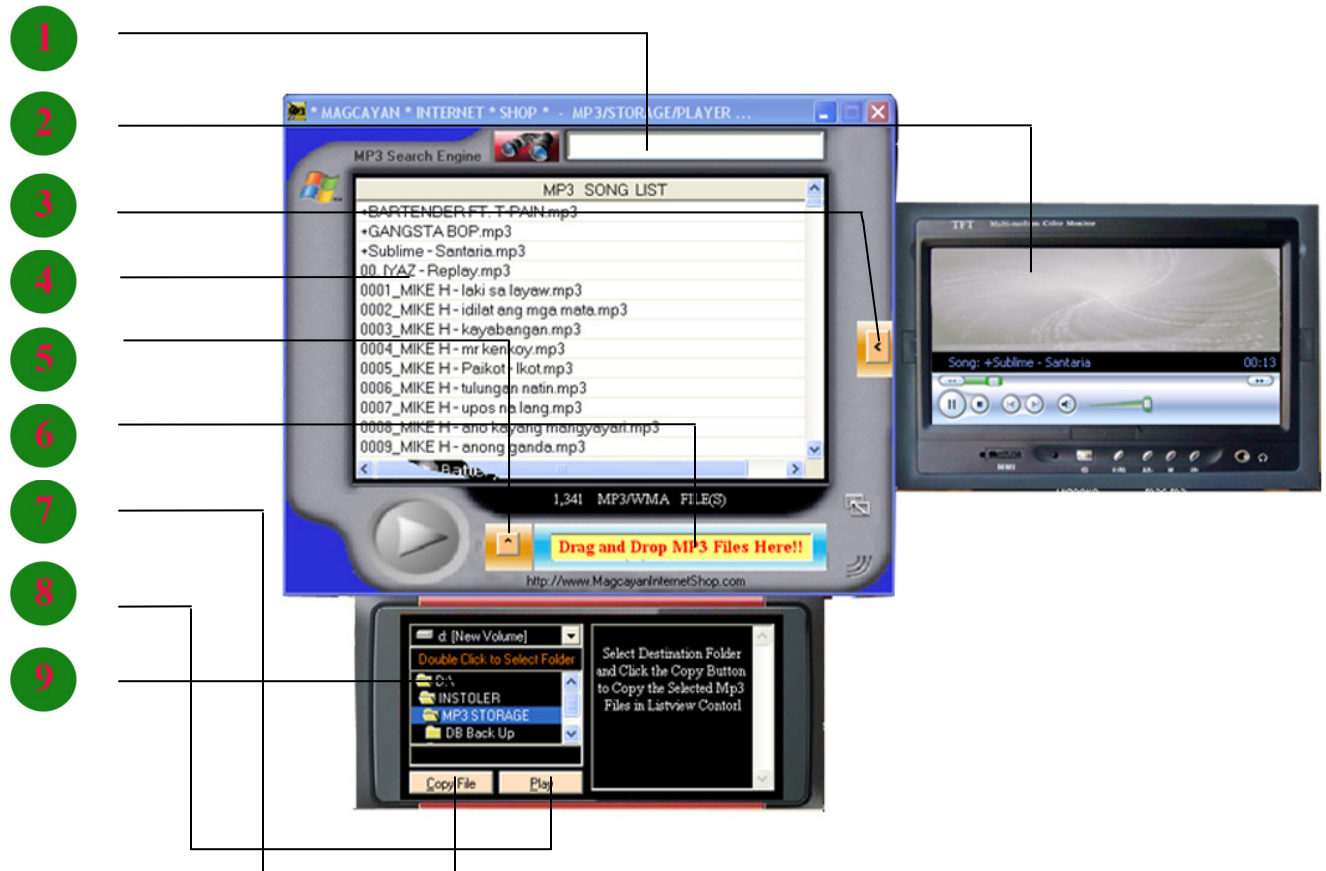 1
2
3
4
5
6
7
8
9
* MAGCAYAN * INTERNET * SHOP * - MP3/STORAGE/PLAYER ...
MP3 Search Engine
MP3 SONG LIST
+BARTENDER FT. T-PAIN.mp3
+GANGSTA BOP.mp3
+Sublime - Santaria.mp3
00. IYAZ - Replay.mp3
0001_MIKE H - laki sa layaw.mp3
0002_MIKE H - idilat ang mga mata.mp3
0003_MIKE H - kayabangan.mp3
0004_MIKE H - mr kenkoy.mp3
0005_MIKE H - Paikot - Ikot.mp3
0006_MIKE H - tulungan natin.mp3
0007_MIKE H - upos na lang.mp3
0008_MIKE H - ano kayang mangyayari.mp3
0009_MIKE H - anong ganda.mp3
1,341 MP3/WMA FILE(S)
Drag and Drop MP3 Files Here!!
http://www.MagcayanInternetShop.com
TFT Multi-medium Color Monitor
Song: +Sublime - Santaria 00:13
d: [New Volume]
Double Click to Select Folder
D:\
INSTOLER
MP3 STORAGE
DB Back Up
Copy File
Play
Select Destination Folder
and Click the Copy Button
to Copy the Selected Mp3
Files in Listview Contorl